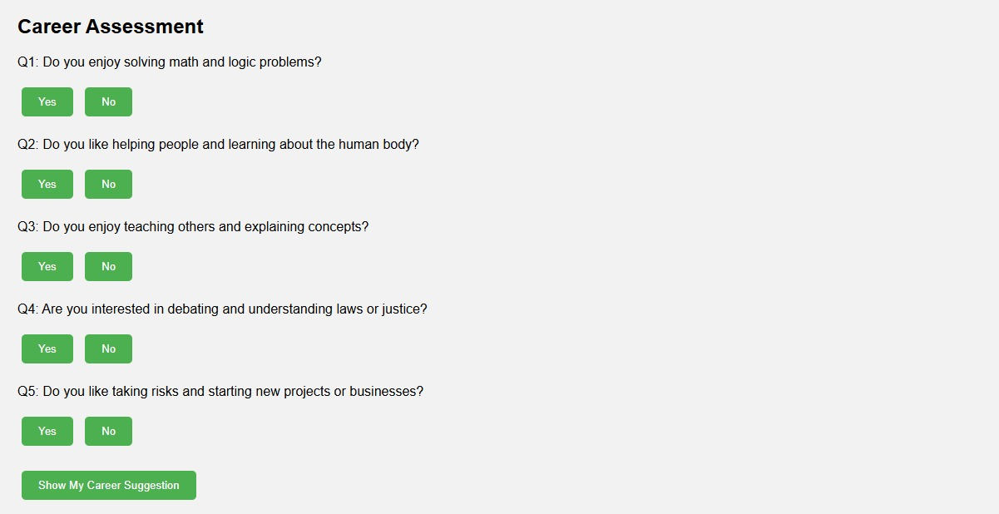 Career Assessment
Q1: Do you enjoy solving math and logic problems?
Yes No
Q2: Do you like helping people and learning about the human body?
Yes No
Q3: Do you enjoy teaching others and explaining concepts?
Yes No
Q4: Are you interested in debating and understanding laws or justice?
Yes No
Q5: Do you like taking risks and starting new projects or businesses?
Yes No
Show My Career Suggestion